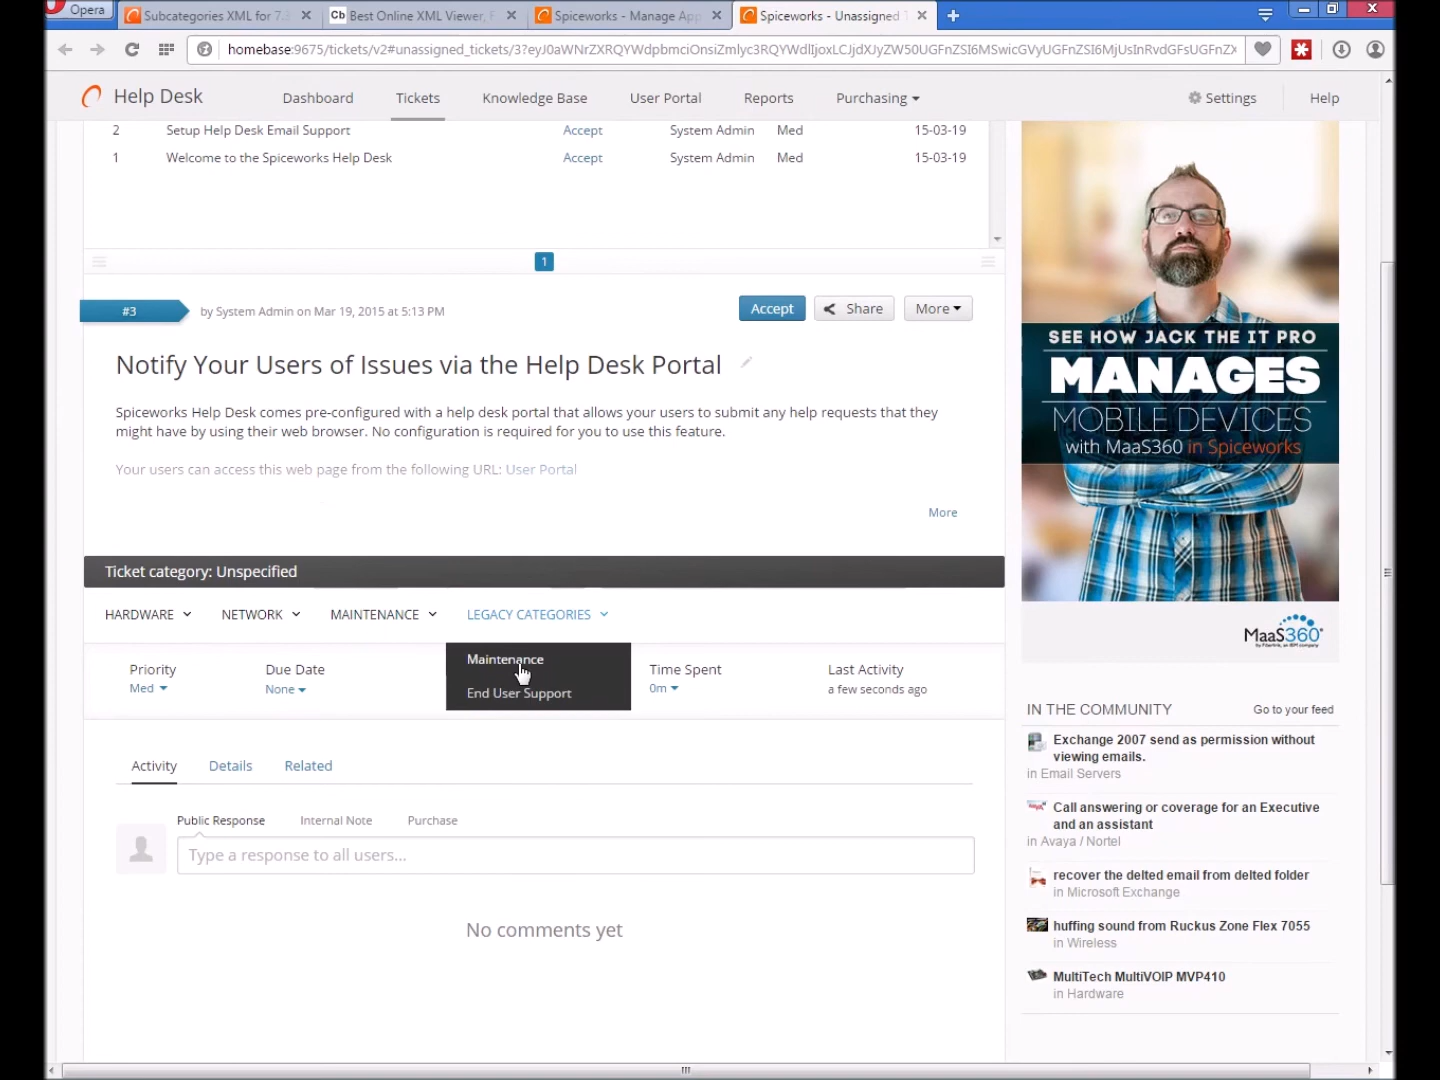 Opera
Subcategories XML for 7.
Best Online XML Viewer, F
Spiceworks - Manage App
Spiceworks - Unassigned T
homebase:9675/tickets/v2#unassigned_tickets/3?
Help Desk
Dashboard
Tickets
Knowledge Base
User Portal
Reports
Purchasing
Settings
Help
2 Setup Help Desk Email Support Accept System Admin Med 15-03-19
1 Welcome to the Spiceworks Help Desk Accept System Admin Med 15-03-19
1
#3
by System Admin on Mar 19, 2015 at 5:13 PM
Accept
Share
More
Notify Your Users of Issues via the Help Desk Portal
Spiceworks Help Desk comes pre-configured with a help desk portal that allows your users to submit any help requests that they
might have by using their web browser. No configuration is required for you to use this feature.
Your users can access this web page from the following URL: User Portal
More
Ticket category: Unspecified
HARDWARE
NETWORK
MAINTENANCE
LEGACY CATEGORIES
Maintenance
End User Support
Priority
Med
Due Date
None
Time Spent
0m
Last Activity
a few seconds ago
Activity
Details
Related
Public Response
Internal Note
Purchase
Type a response to all users...
No comments yet
SEE HOW JACK THE IT PRO
MANAGES
MOBILE DEVICES
with MaaS360 in Spiceworks
MaaS360
IN THE COMMUNITY
Go to your feed
Exchange 2007 send as permission without
viewing emails.
in Email Servers
Call answering or coverage for an Executive
and an assistant
in Avaya / Nortel
recover the delted email from delted folder
in Microsoft Exchange
huffing sound from Ruckus Zone Flex 7055
in Wireless
MultiTech MultiVOIP MVP410
in Hardware